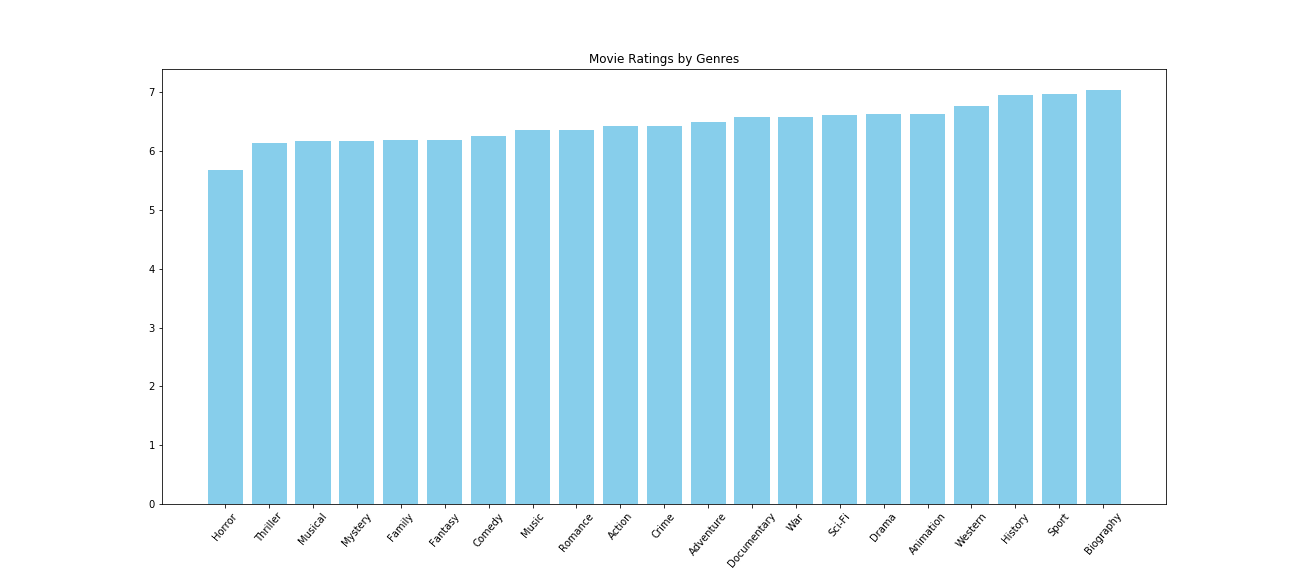 Movie Ratings by Genres
7
6
5
4
3
2
1
0
Horror
Thriller
Musical
Mystery
Family
Fantasy
Comedy
Music
Romance
Action
Crime
Adventure
Documentary
War
Sci-Fi
Drama
Animation
Western
History
Sport
Biography